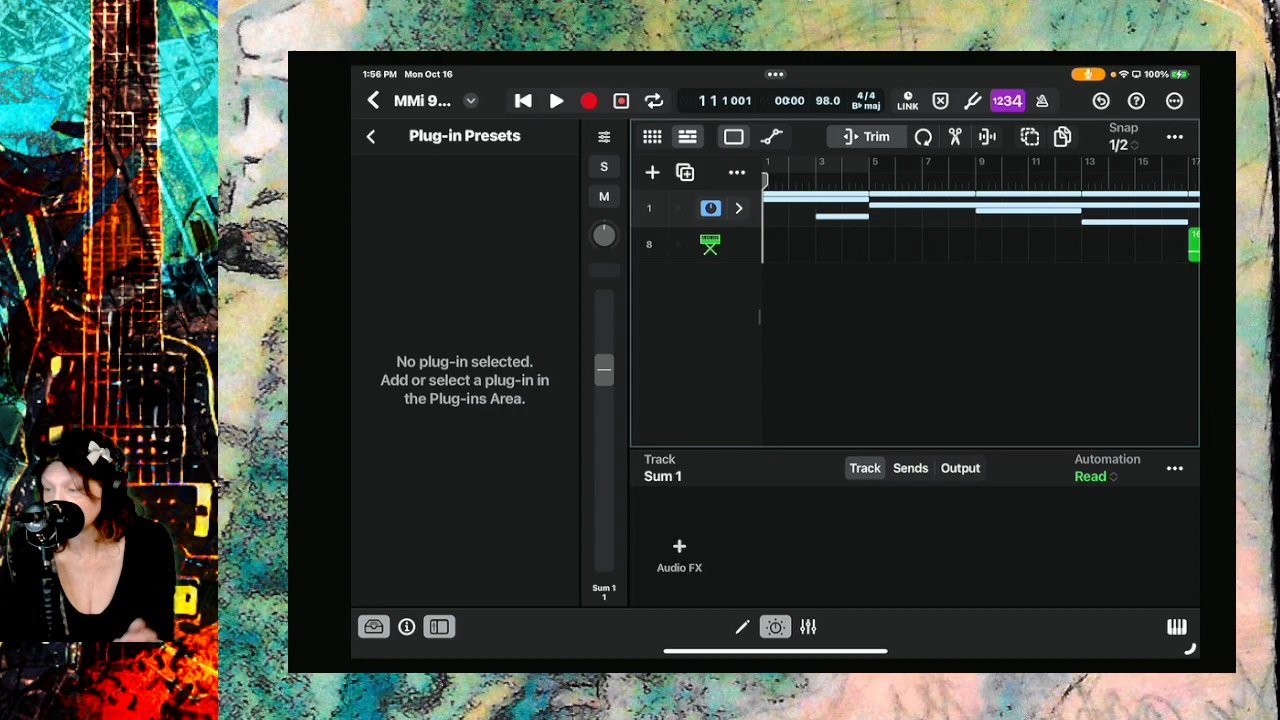 1:56 PM Mon Oct 16
100%
MMi 9...
1 1 1 001
00:00
98.0
4/4
B♭ maj
LINK
1234
Plug-in Presets
S
M
Trim
Snap
1/2
1 3 5 7 9 11 13 15 17
1
8
16
No plug-in selected.
Add or select a plug-in in
the Plug-ins Area.
Track
Sum 1
Track Sends Output
Automation
Read
Audio FX
Sum 1
1